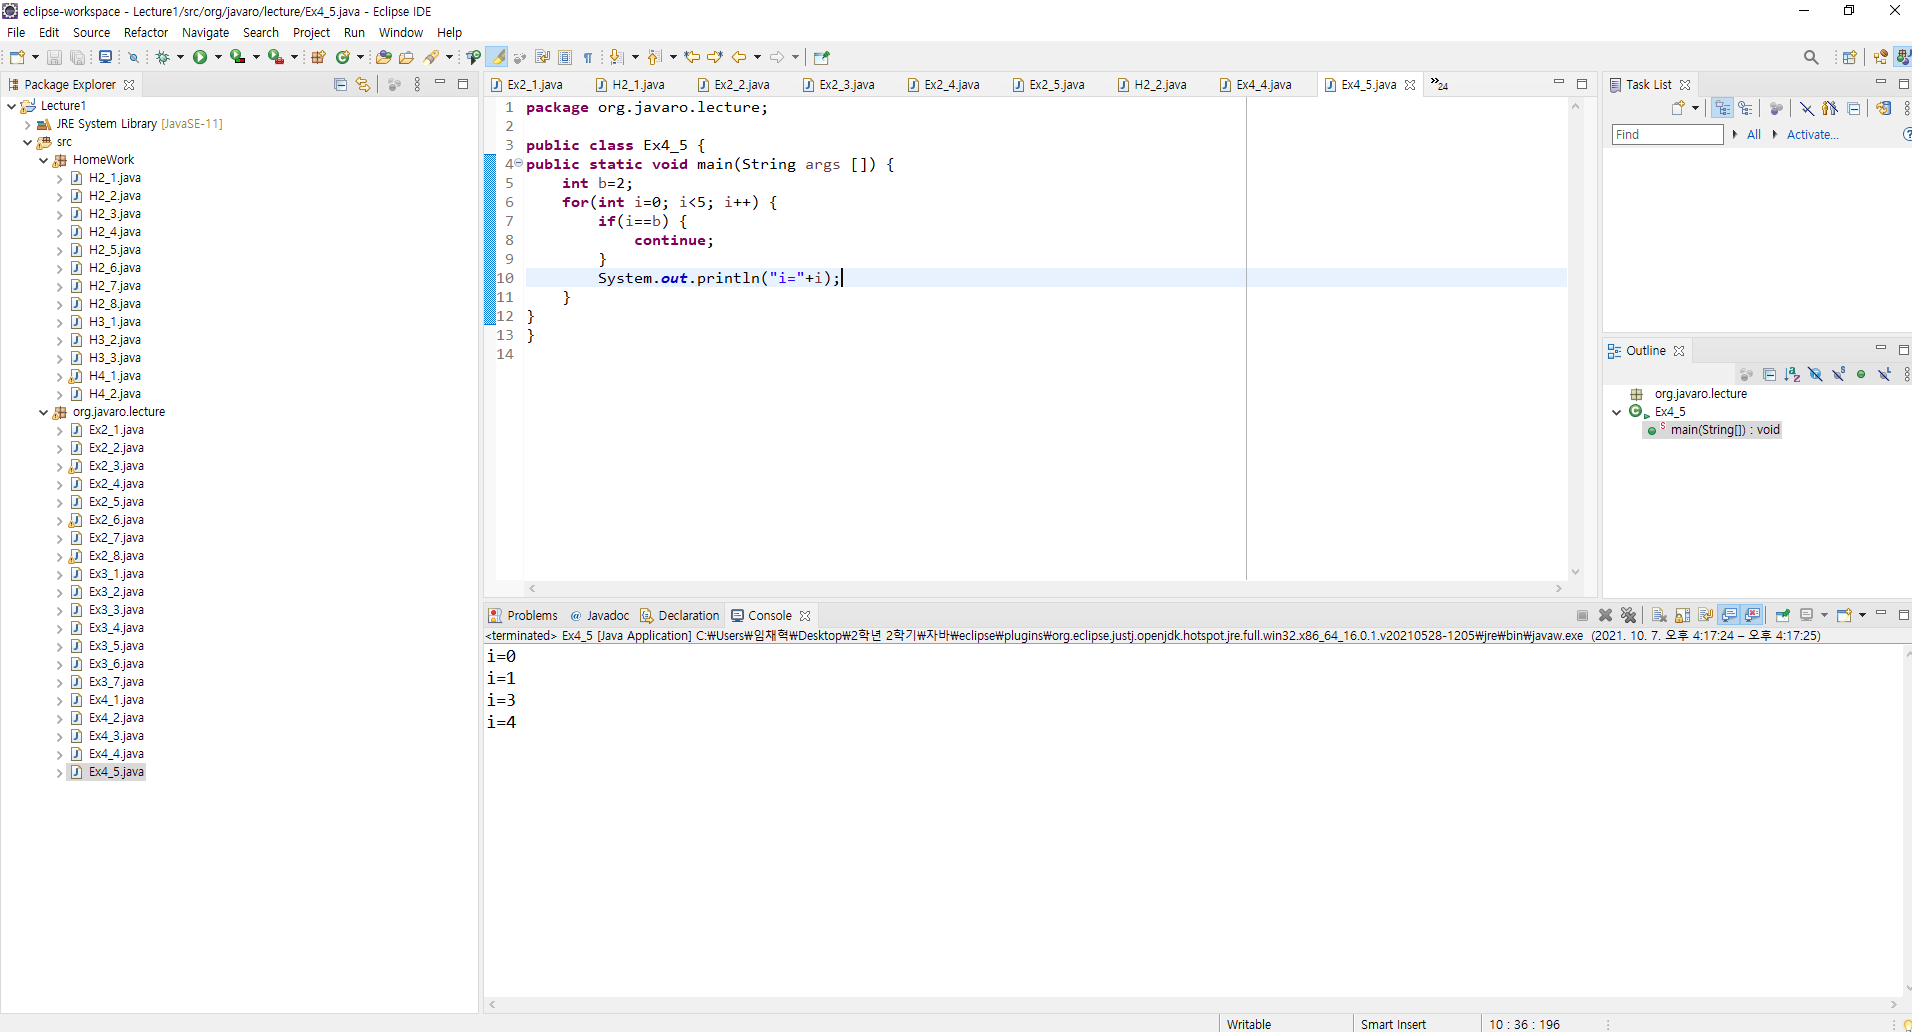 eclipse-workspace - Lecture1/src/org/javaro/lecture/Ex4_5.java - Eclipse IDE
File Edit Source Refactor Navigate Search Project Run Window Help
Package Explorer
Lecture1
JRE System Library [JavaSE-11]
src
HomeWork
H2_1.java
H2_2.java
H2_3.java
H2_4.java
H2_5.java
H2_6.java
H2_7.java
H2_8.java
H3_1.java
H3_2.java
H3_3.java
H4_1.java
H4_2.java
org.javaro.lecture
Ex2_1.java
Ex2_2.java
Ex2_3.java
Ex2_4.java
Ex2_5.java
Ex2_6.java
Ex2_7.java
Ex2_8.java
Ex3_1.java
Ex3_2.java
Ex3_3.java
Ex3_4.java
Ex3_5.java
Ex3_6.java
Ex3_7.java
Ex4_1.java
Ex4_2.java
Ex4_3.java
Ex4_4.java
Ex4_5.java
Ex2_1.java H2_1.java Ex2_2.java Ex2_3.java Ex2_4.java Ex2_5.java H2_2.java Ex4_4.java Ex4_5.java »24
1 package org.javaro.lecture;
2
3 public class Ex4_5 {
4 public static void main(String args []) {
5     int b=2;
6     for(int i=0; i<5; i++) {
7         if(i==b) {
8             continue;
9         }
10         System.out.println("i="+i);
11     }
12 }
13 }
14
Task List
Find All Activate...
Outline
org.javaro.lecture
Ex4_5
main(String[]) : void
Problems @ Javadoc Declaration Console
<terminated> Ex4_5 [Java Application] C:₩Users₩임채혁₩Desktop₩2학년 2학기₩자바₩eclipse₩plugins₩org.eclipse.justj.openjdk.hotspot.jre.full.win32.x86_64_16.0.1.v20210528-1205₩jre₩bin₩javaw.exe (2021. 10. 7. 오후 4:17:24 – 오후 4:17:25)
i=0
i=1
i=3
i=4
Writable Smart Insert 10 : 36 : 196